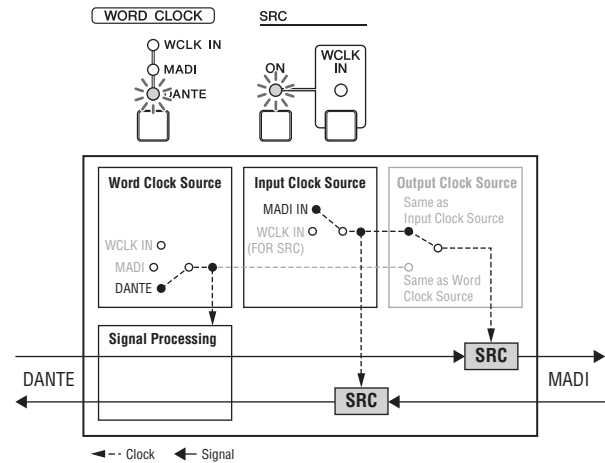 WORD CLOCK
WCLK IN
MADI
DANTE
SRC
ON
WCLK
IN
Word Clock Source
WCLK IN
MADI
DANTE
Input Clock Source
MADI IN
WCLK IN
(FOR SRC)
Output Clock Source
Same as
Input Clock Source
Same as Word
Clock Source
Signal Processing
SRC
SRC
DANTE
MADI
Clock
Signal